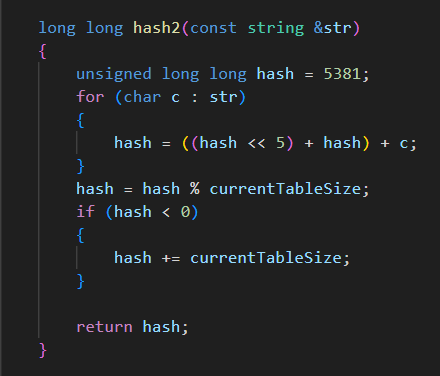 long long hash2(const string &str)
{
    unsigned long long hash = 5381;
    for (char c : str)
    {
        hash = ((hash << 5) + hash) + c;
    }
    hash = hash % currentTableSize;
    if (hash < 0)
    {
        hash += currentTableSize;
    }

    return hash;
}